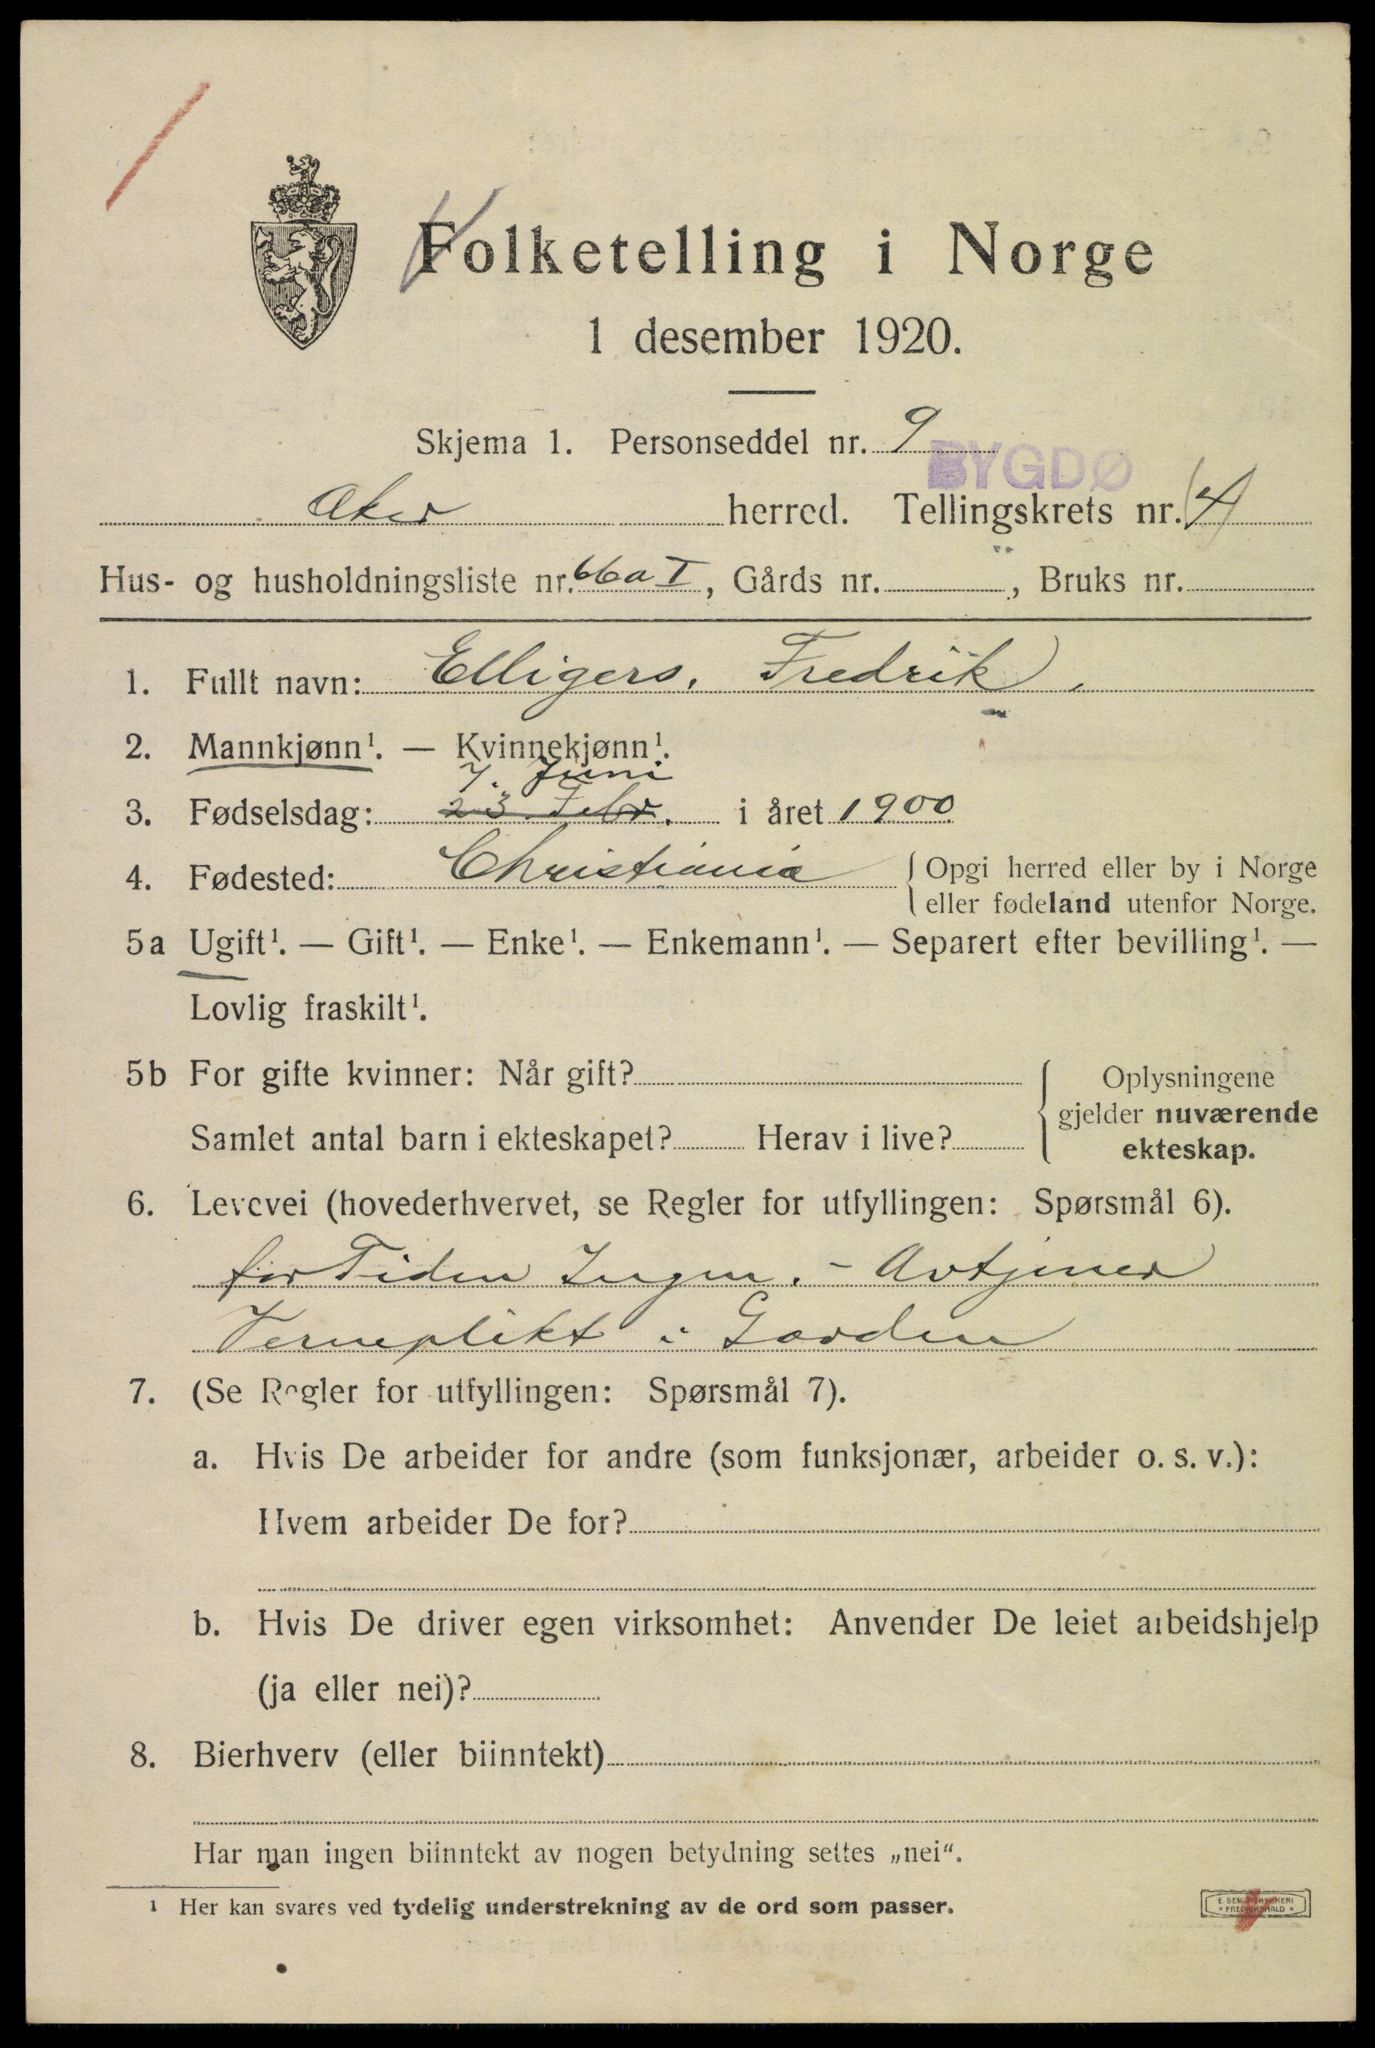 Folketelling i Norge
1 desember 1920.
Skjema 1. Personseddel nr. 9
BYGDØ
Aker herred. Tellingskrets nr. 4
Hus- og husholdningsliste nr. 66a I, Gårds nr. , Bruks nr.
1. Fullt navn: Elligers, Fredrik.
2. Mannkjønn¹. — Kvinnekjønn¹.
7. Juni
3. Fødselsdag: 23 Febr. i året 1900
4. Fødested: Christiania { Opgi herred eller by i Norge
eller fødeland utenfor Norge.
5a Ugift¹. — Gift¹. — Enke¹. — Enkemann¹. — Separert efter bevilling¹. —
Lovlig fraskilt¹.
5b For gifte kvinner: Når gift? { Oplysningene
gjelder nuværende
Samlet antal barn i ekteskapet? Herav i live?
ekteskap.
6. Levevei (hovederhvervet, se Regler for utfyllingen: Spørsmål 6).
for Tiden Ingen. – Avtjener
Verneplikt i Garden
7. (Se Regler for utfyllingen: Spørsmål 7).
a. Hvis De arbeider for andre (som funksjonær, arbeider o. s. v.):
Hvem arbeider De for?
b. Hvis De driver egen virksomhet: Anvender De leiet arbeidshjelp
(ja eller nei)?
8. Bierhverv (eller biinntekt)
Har man ingen biinntekt av nogen betydning settes „nei“.
¹ Her kan svares ved tydelig understrekning av de ord som passer.
E SEM TRYKKERI
FREDRIKSHALD